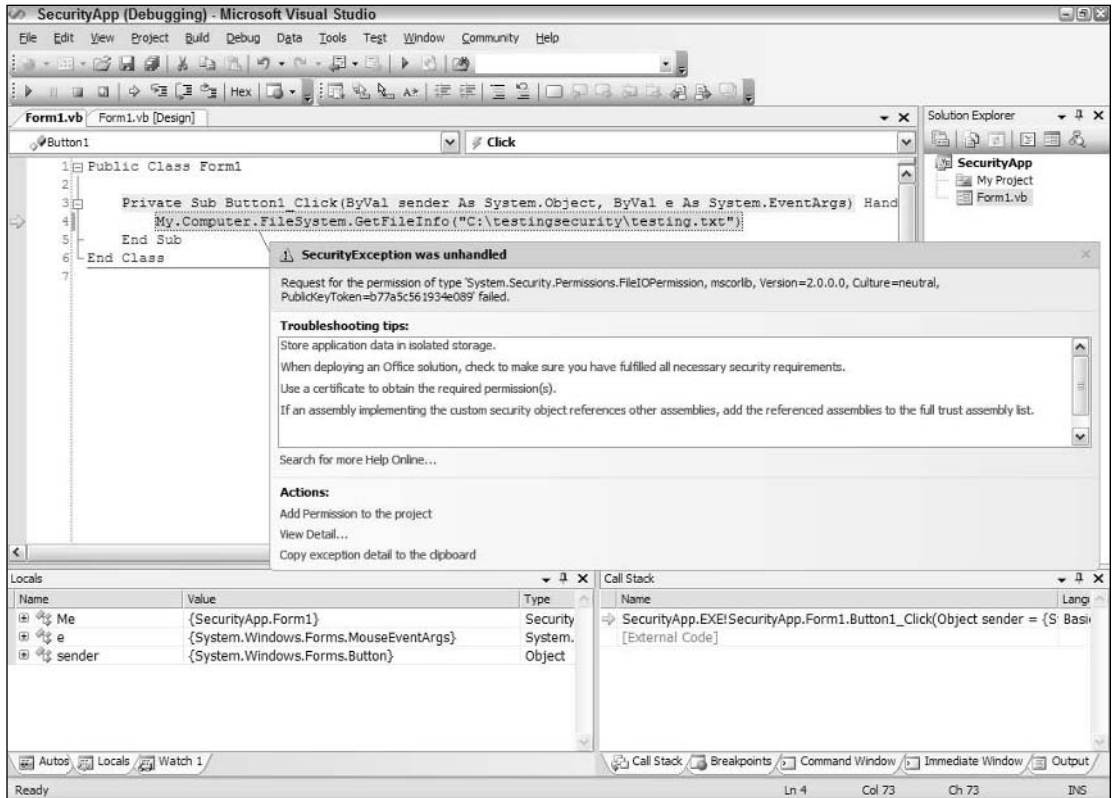 SecurityApp (Debugging) - Microsoft Visual Studio
File Edit View Project Build Debug Data Tools Test Window Community Help
Hex
Form1.vb Form1.vb [Design]
Button1 Click
1 Public Class Form1
2
3 Private Sub Button1_Click(ByVal sender As System.Object, ByVal e As System.EventArgs) Hand
4 My.Computer.FileSystem.GetFileInfo("C:\testingsecurity\testing.txt")
5 End Sub
6 End Class
7
Solution Explorer
SecurityApp
My Project
Form1.vb
SecurityException was unhandled
Request for the permission of type 'System.Security.Permissions.FileIOPermission, mscorlib, Version=2.0.0.0, Culture=neutral,
PublicKeyToken=b77a5c561934e089' failed.
Troubleshooting tips:
Store application data in isolated storage.
When deploying an Office solution, check to make sure you have fulfilled all necessary security requirements.
Use a certificate to obtain the required permission(s).
If an assembly implementing the custom security object references other assemblies, add the referenced assemblies to the full trust assembly list.
Search for more Help Online...
Actions:
Add Permission to the project
View Detail...
Copy exception detail to the clipboard
Locals
Name Value Type
Me {SecurityApp.Form1} Security
e {System.Windows.Forms.MouseEventArgs} System.
sender {System.Windows.Forms.Button} Object
Autos Locals Watch 1
Call Stack
Name Langu
SecurityApp.EXE!SecurityApp.Form1.Button1_Click(Object sender = {S Basi
[External Code]
Call Stack Breakpoints Command Window Immediate Window Output
Ready Ln 4 Col 73 Ch 73 INS